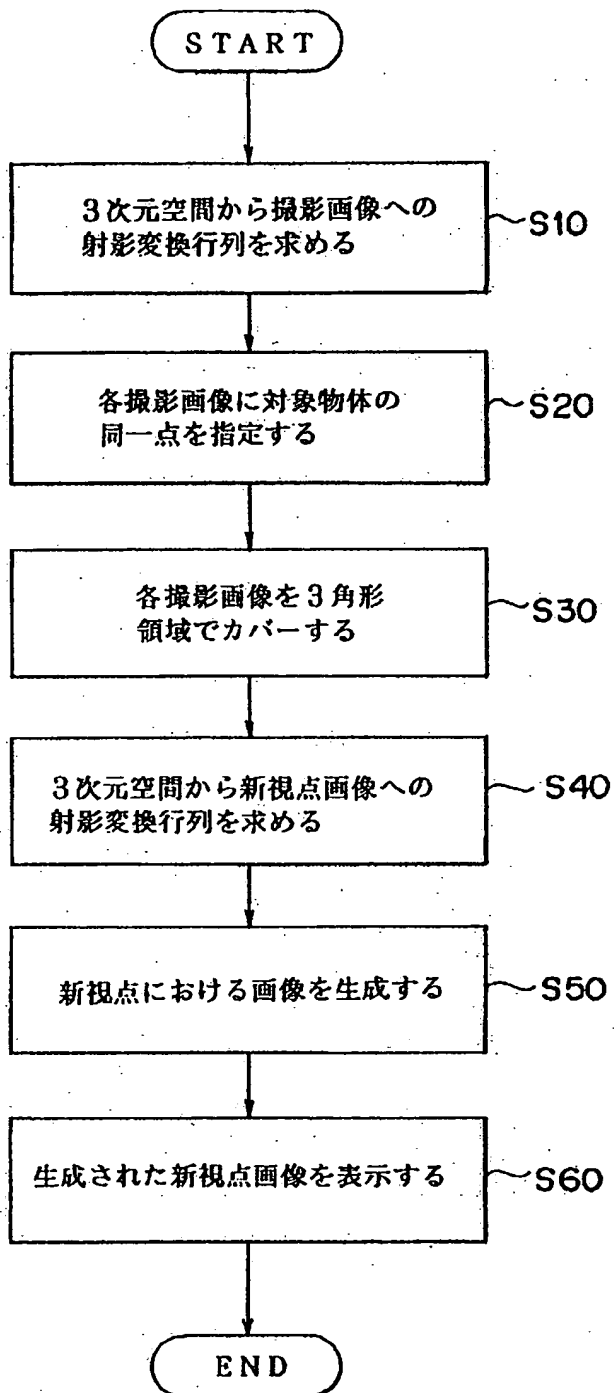 START
3次元空間から撮影画像への
射影変換行列を求める
S10
各撮影画像に対象物体の
同一点を指定する
S20
各撮影画像を3角形
領域でカバーする
S30
3次元空間から新視点画像への
射影変換行列を求める
S40
新視点における画像を生成する
S50
生成された新視点画像を表示する
S60
END